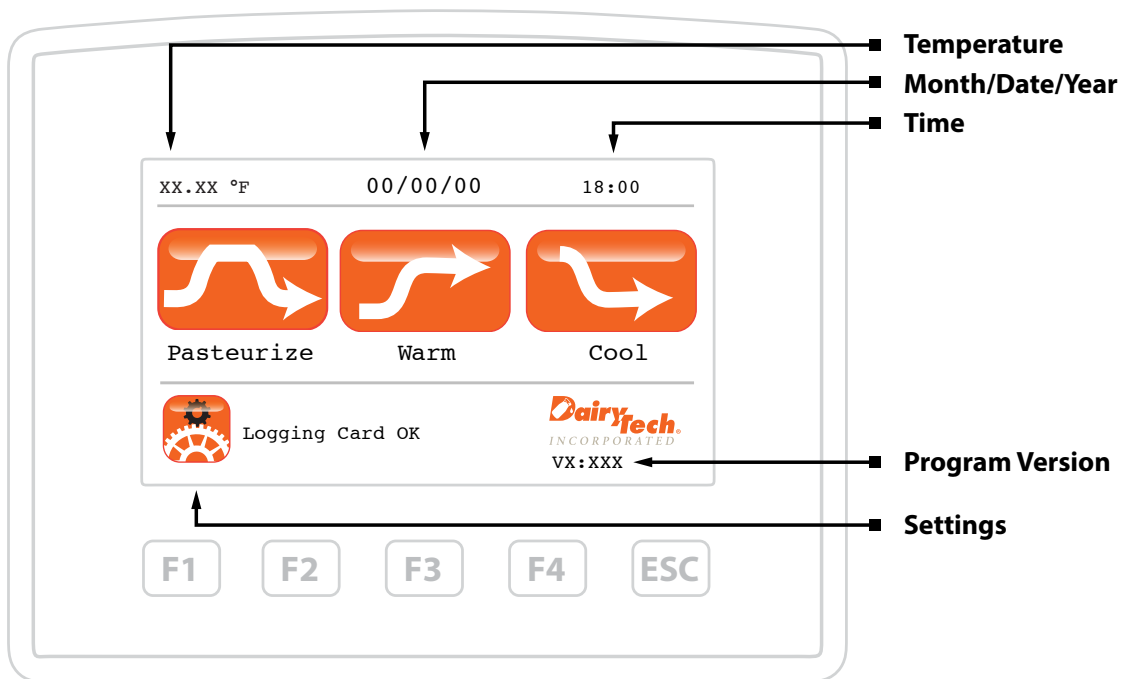 Temperature
Month/Date/Year
Time
XX.XX °F 00/00/00 18:00
Pasteurize Warm Cool
Logging Card OK
DairyTech®
INCORPORATED
VX:XXX
Program Version
Settings
F1 F2 F3 F4 ESC